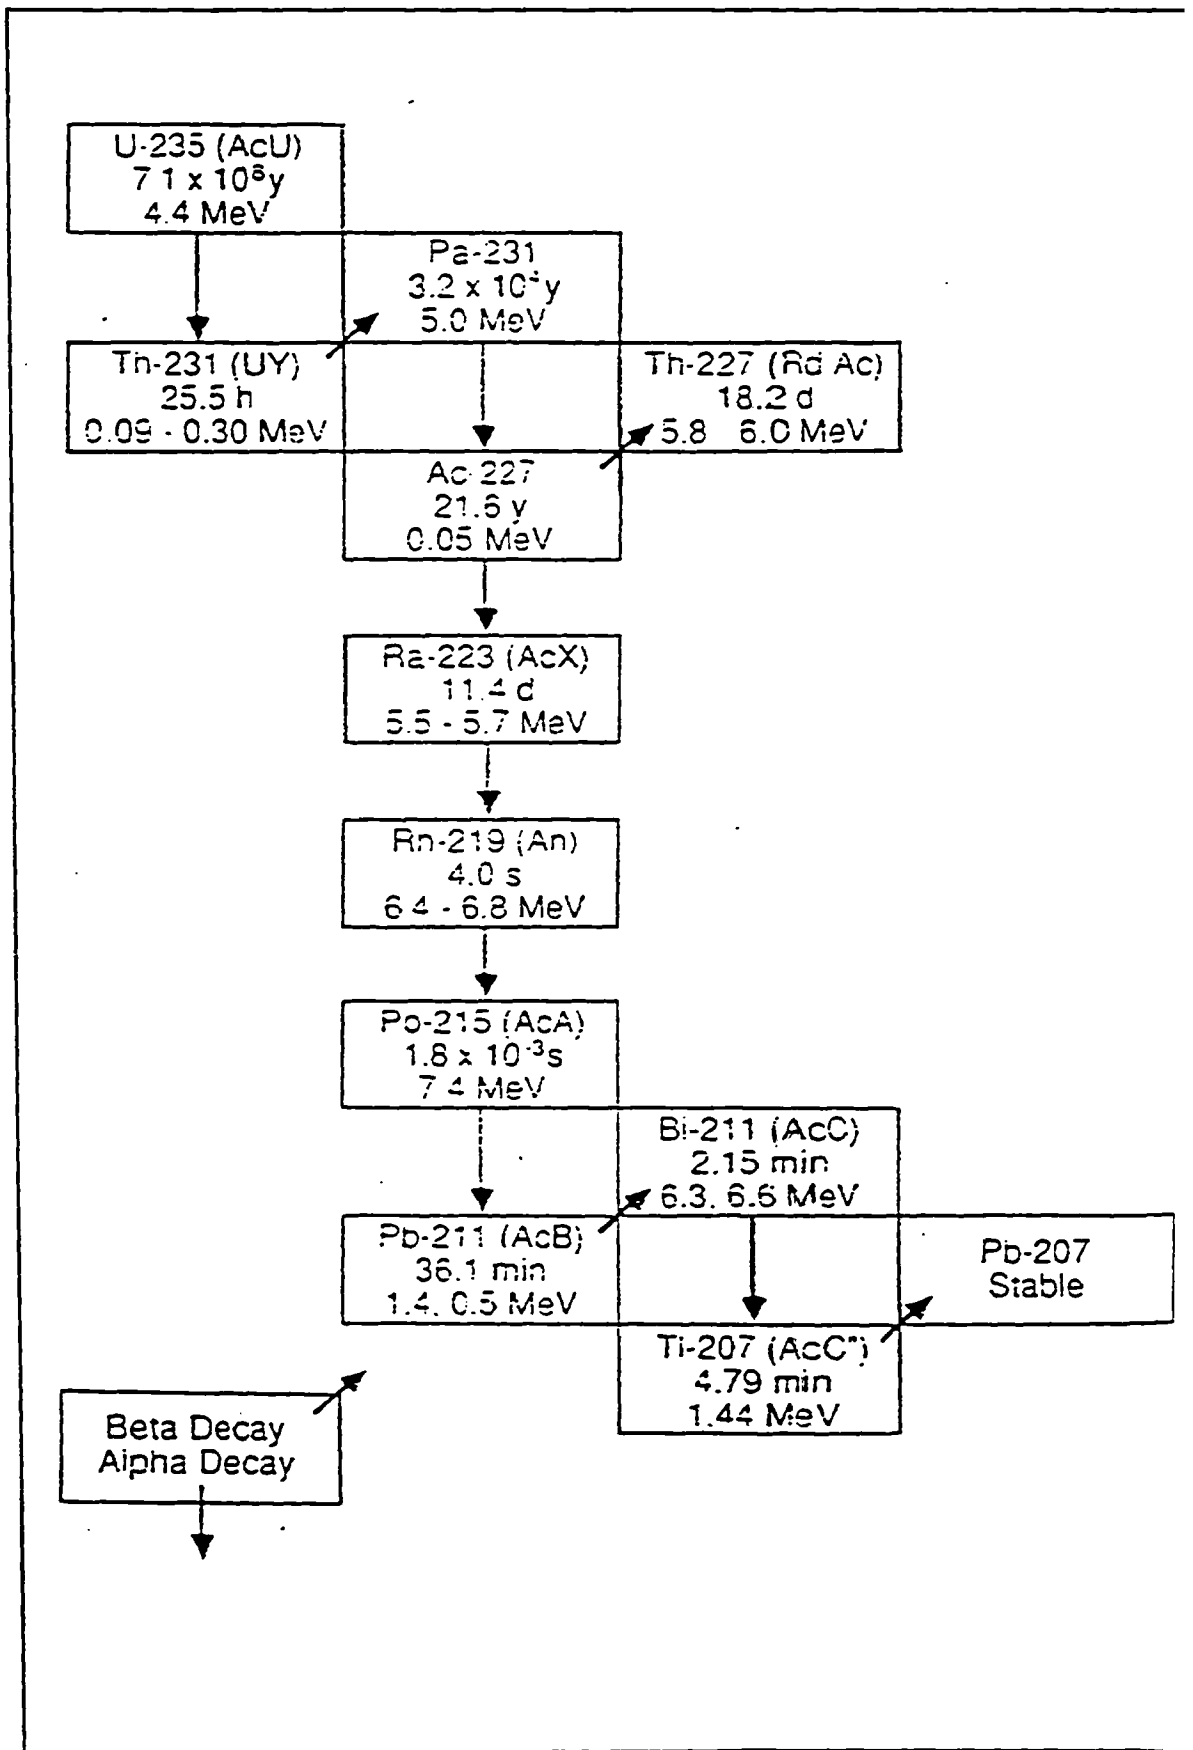 U-235 (AcU)
7.1 x 10⁸y
4.4 MeV
Pa-231
3.2 x 10⁴y
5.0 MeV
Th-231 (UY)
25.5 h
0.09 - 0.30 MeV
Th-227 (Rd Ac)
18.2 d
5.8 6.0 MeV
Ac-227
21.6 y
0.05 MeV
Ra-223 (AcX)
11.4 d
5.5 - 5.7 MeV
Rn-219 (An)
4.0 s
6.4 - 6.8 MeV
Po-215 (AcA)
1.8 x 10⁻³s
7.4 MeV
Bi-211 (AcC)
2.15 min
6.3, 6.6 MeV
Pb-211 (AcB)
36.1 min
1.4, 0.5 MeV
Pb-207
Stable
Ti-207 (AcC")
4.79 min
1.44 MeV
Beta Decay
Alpha Decay